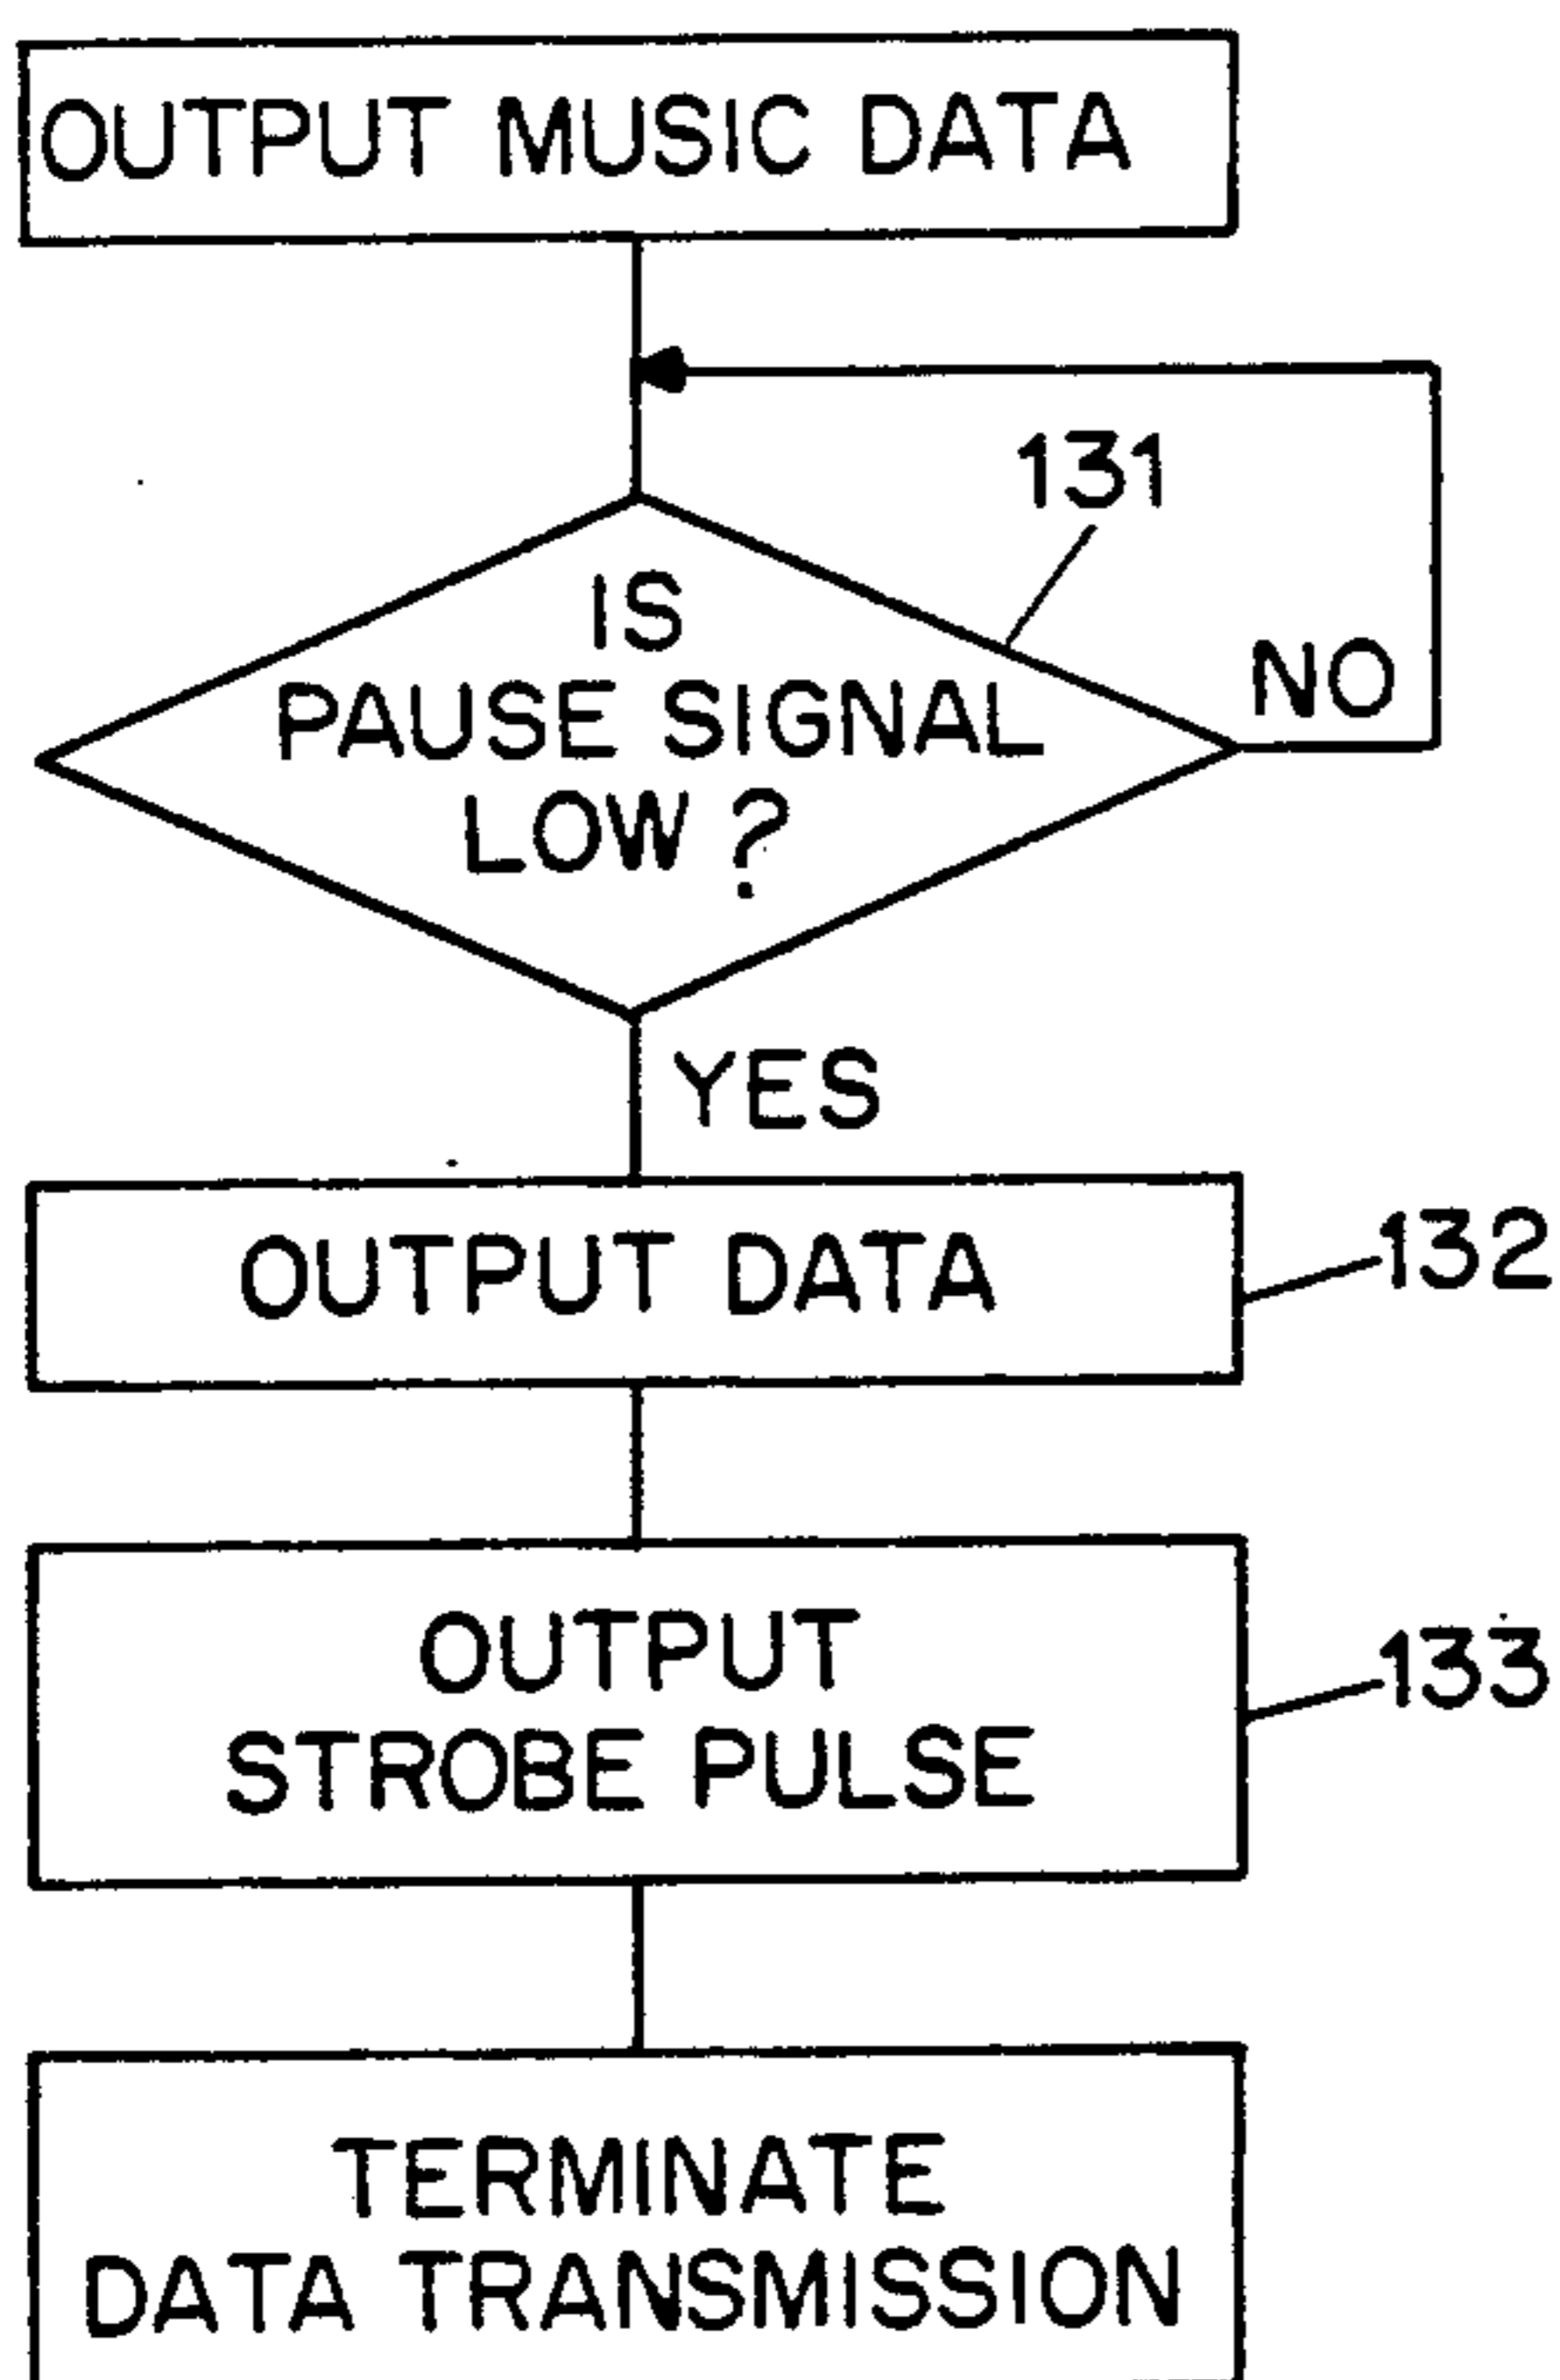 OUTPUT MUSIC DATA
131
IS
PAUSE SIGNAL
LOW ?
NO
YES
OUTPUT DATA
132
OUTPUT
STROBE PULSE
133
TERMINATE
DATA TRANSMISSION